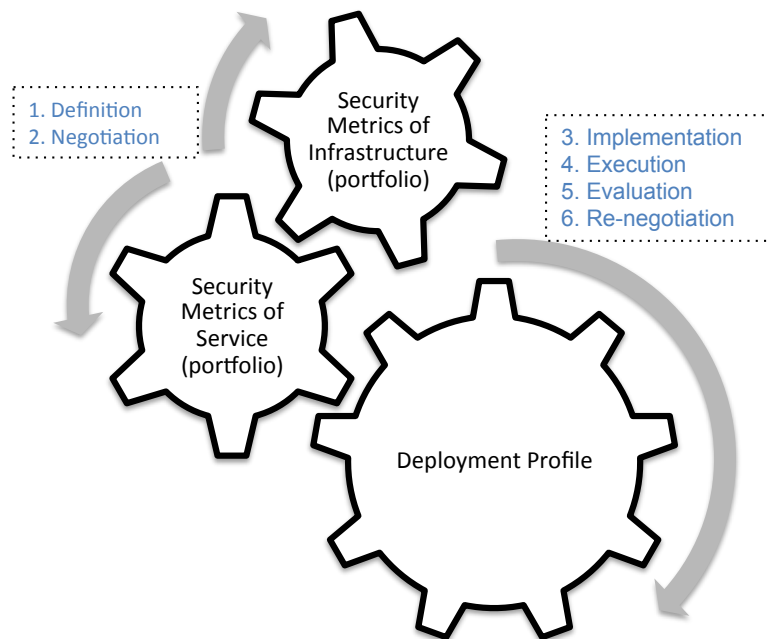 1. Definition
2. Negotiation
Security
Metrics of
Infrastructure
(portfolio)
3. Implementation
4. Execution
5. Evaluation
6. Re-negotiation
Security
Metrics of
Service
(portfolio)
Deployment Profile